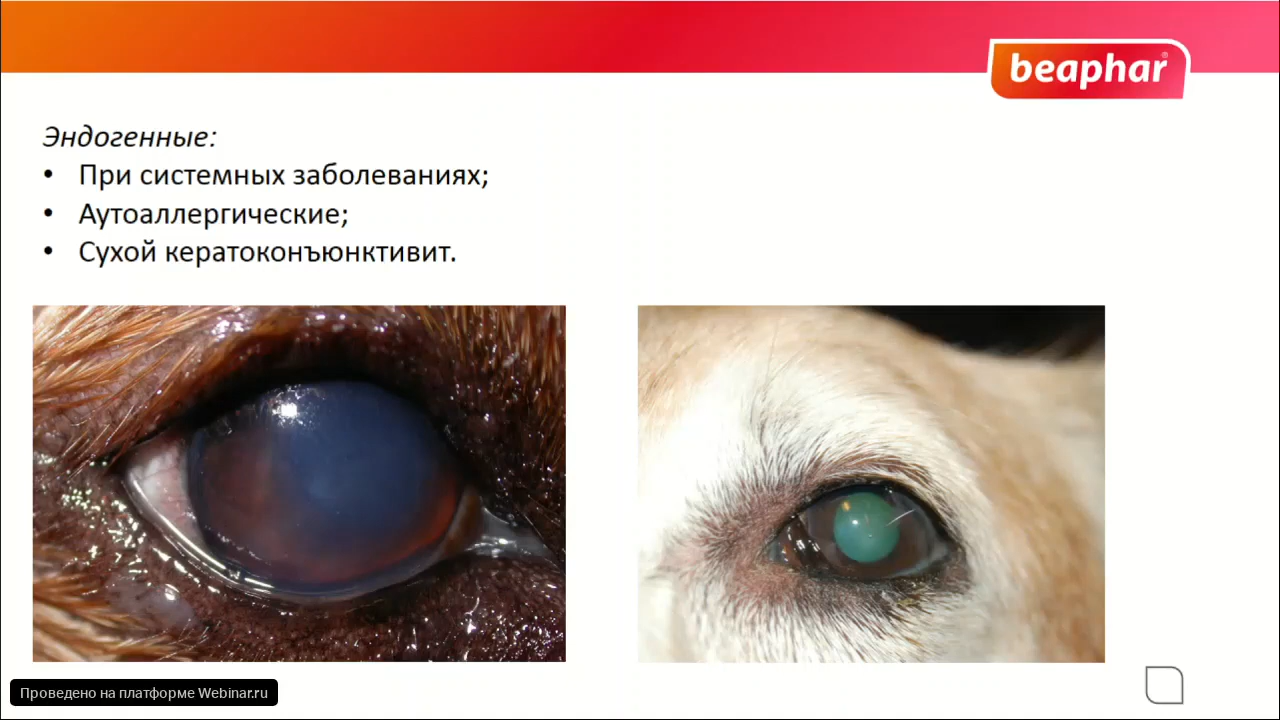 beaphar®
Эндогенные:
• При системных заболеваниях;
• Аутоаллергические;
• Сухой кератоконъюнктивит.
Проведено на платформе Webinar.ru